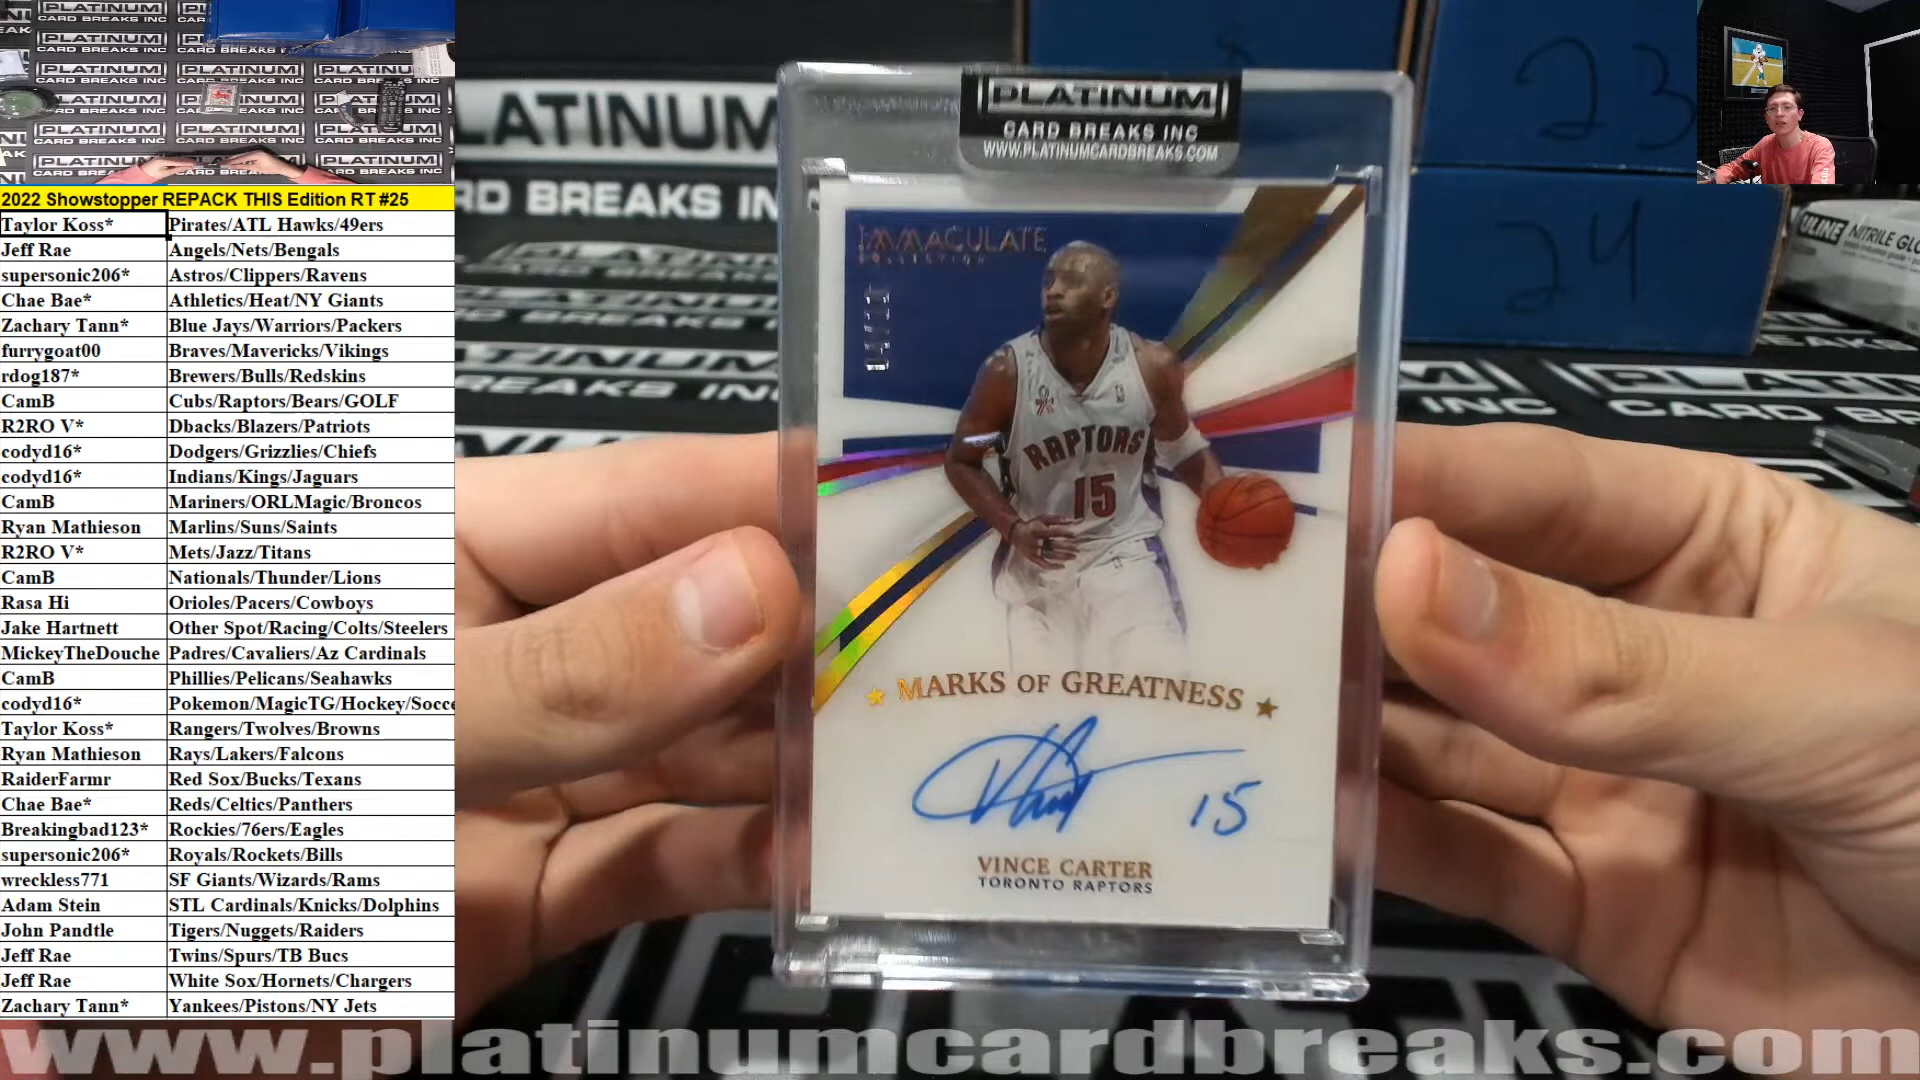 2022 Showstopper REPACK THIS Edition RT #25
Taylor Koss* Pirates/ATL Hawks/49ers
Jeff Rae Angels/Nets/Bengals
supersonic206* Astros/Clippers/Ravens
Chae Bae* Athletics/Heat/NY Giants
Zachary Tann* Blue Jays/Warriors/Packers
furrygoat00 Braves/Mavericks/Vikings
rdog187* Brewers/Bulls/Redskins
CamB Cubs/Raptors/Bears/GOLF
R2RO V* Dbacks/Blazers/Patriots
codyd16* Dodgers/Grizzlies/Chiefs
codyd16* Indians/Kings/Jaguars
CamB Mariners/ORLMagic/Broncos
Ryan Mathieson Marlins/Suns/Saints
R2RO V* Mets/Jazz/Titans
CamB Nationals/Thunder/Lions
Rasa Hi Orioles/Pacers/Cowboys
Jake Hartnett Other Spot/Racing/Colts/Steelers
MickeyTheDouche Padres/Cavaliers/Az Cardinals
CamB Phillies/Pelicans/Seahawks
codyd16* Pokemon/MagicTG/Hockey/Socce
Taylor Koss* Rangers/Twolves/Browns
Ryan Mathieson Rays/Lakers/Falcons
RaiderFarmr Red Sox/Bucks/Texans
Chae Bae* Reds/Celtics/Panthers
Breakingbad123* Rockies/76ers/Eagles
supersonic206* Royals/Rockets/Bills
wreckless771 SF Giants/Wizards/Rams
Adam Stein STL Cardinals/Knicks/Dolphins
John Pandtle Tigers/Nuggets/Raiders
Jeff Rae Twins/Spurs/TB Bucs
Jeff Rae White Sox/Hornets/Chargers
Zachary Tann* Yankees/Pistons/NY Jets
PLATINUM
CARD BREAKS INC
WWW.PLATINUMCARDBREAKS.COM
IMMACULATE
COLLECTION
RAPTORS
15
MARKS OF GREATNESS
15
VINCE CARTER
TORONTO RAPTORS
23
24
ULINE NITRILE GLO
www.platinumcardbreaks.com